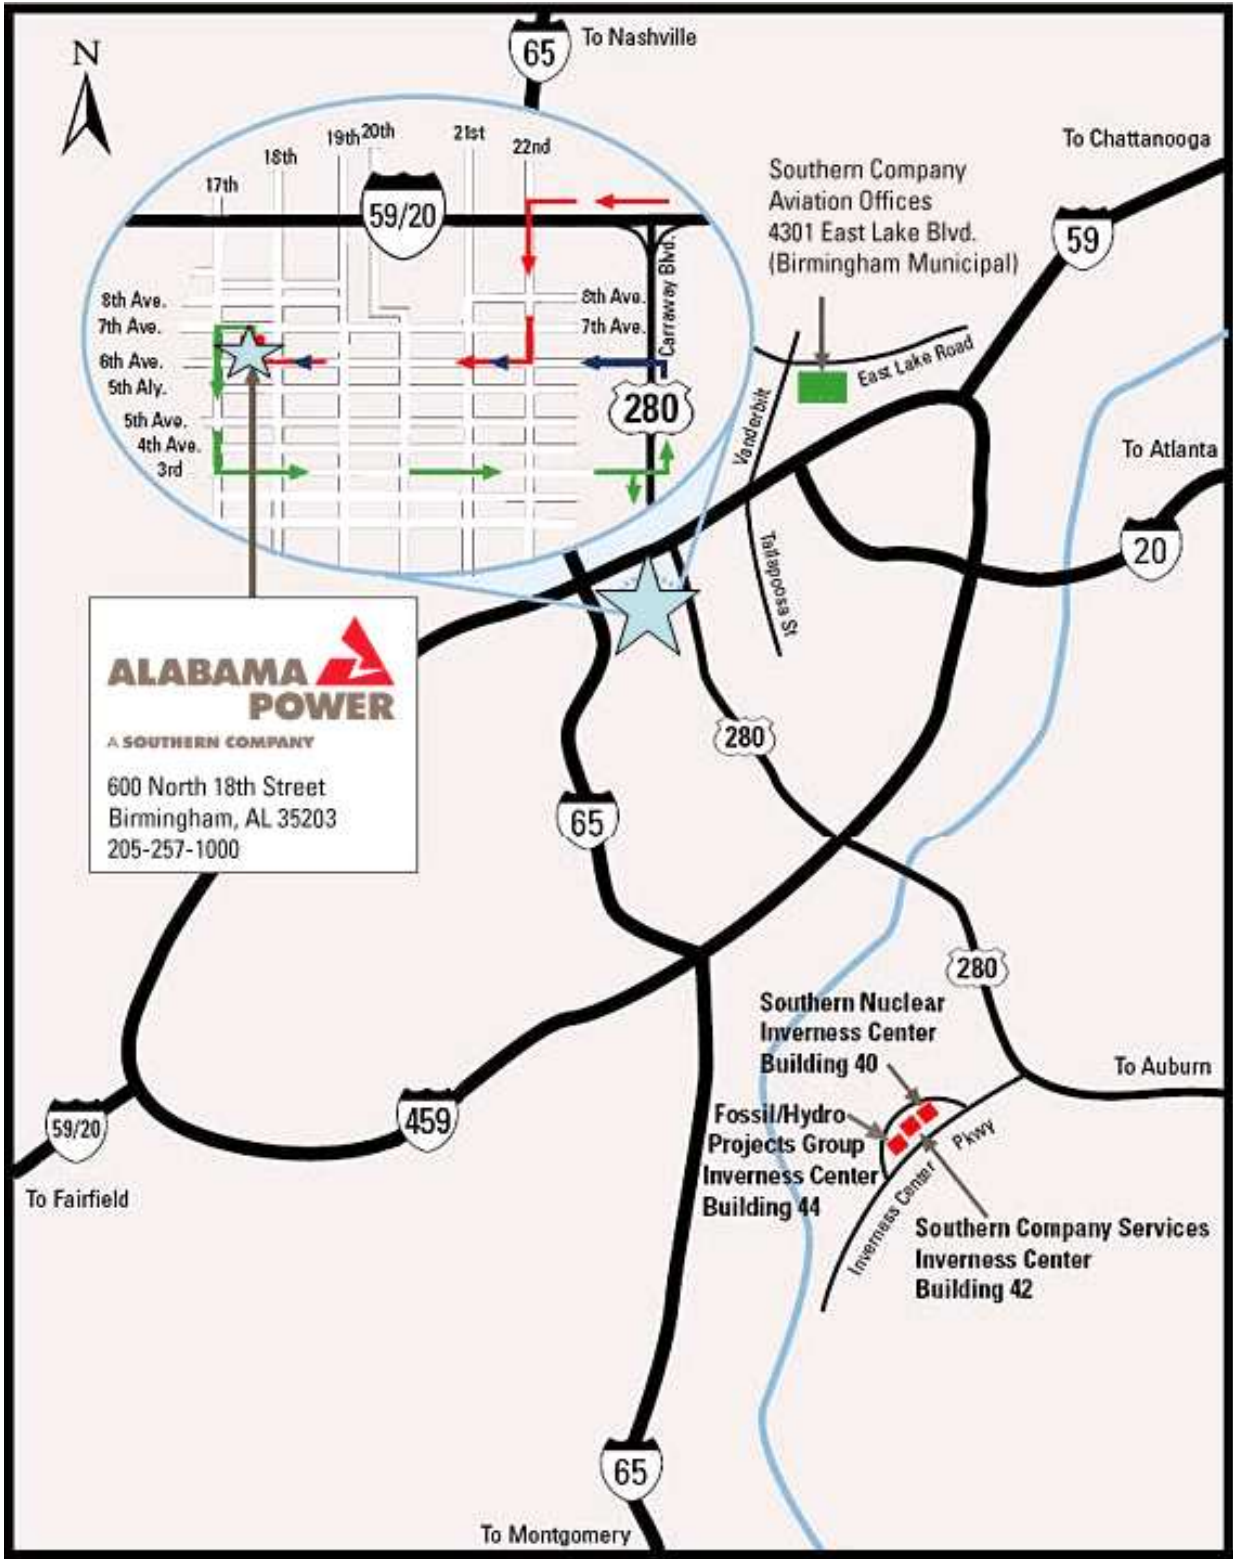 65
To Nashville
N
To Chattanooga
19th
20th
21st
22nd
18th
17th
59/20
Southern Company
Aviation Offices
4301 East Lake Blvd.
(Birmingham Municipal)
59
Carraway Blvd.
8th Ave.
8th Ave.
7th Ave.
7th Ave.
6th Ave.
5th Aly.
5th Ave.
4th Ave.
3rd
280
East Lake Road
Vanderbilt
To Atlanta
20
Tallapoosa St
ALABAMA
POWER
A SOUTHERN COMPANY
600 North 18th Street
Birmingham, AL 35203
205-257-1000
280
65
280
Southern Nuclear
Inverness Center
Building 40
To Auburn
59/20
459
Fossil/Hydro
Projects Group
Inverness Center
Building 44
Inverness Center Pkwy
To Fairfield
Southern Company Services
Inverness Center
Building 42
65
To Montgomery